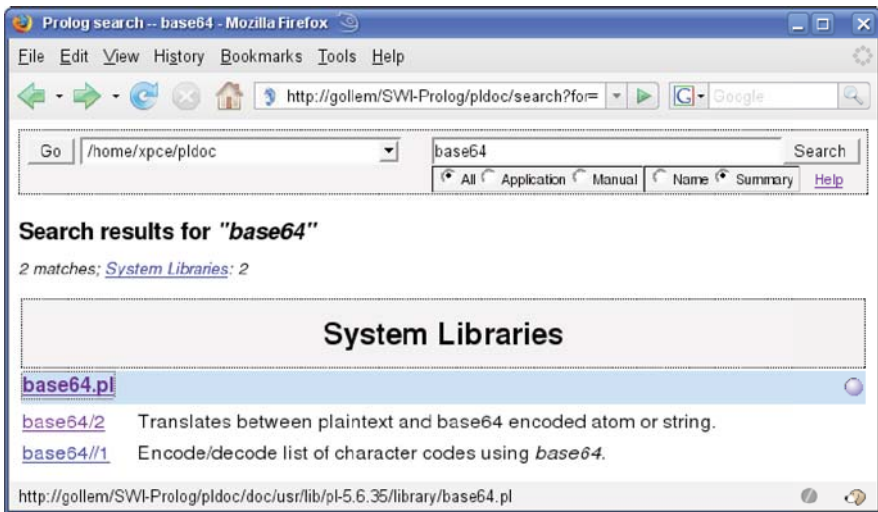 Prolog search -- base64 - Mozilla Firefox
File Edit View History Bookmarks Tools Help
http://gollem/SWI-Prolog/pldoc/search?for=
G
Google
Go
/home/xpce/pldoc
base64
Search
All Application Manual Name Summary Help
Search results for "base64"
2 matches; System Libraries: 2
System Libraries
base64.pl
base64/2 Translates between plaintext and base64 encoded atom or string.
base64//1 Encode/decode list of character codes using base64.
http://gollem/SWI-Prolog/pldoc/doc/usr/lib/pl-5.6.35/library/base64.pl